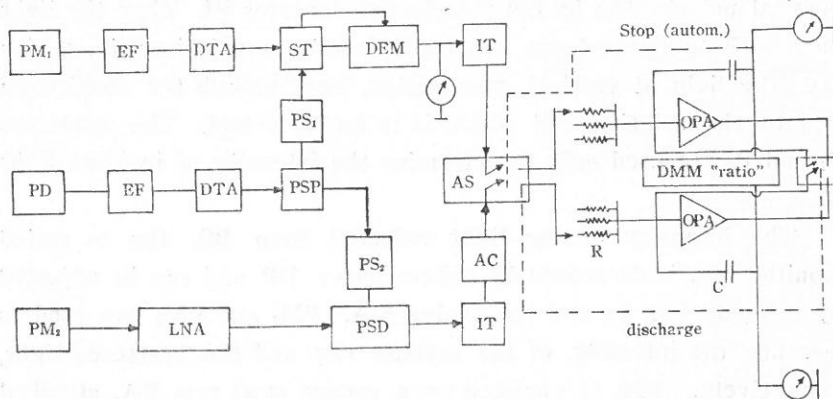 Stop (autom.)
PM₁ EF DTA ST DEM IT
PS₁
OPA
AS
DMM "ratio"
PD EF DTA PSP
OPA
R
PS₂ AC
C
PM₂ LNA PSD IT
discharge